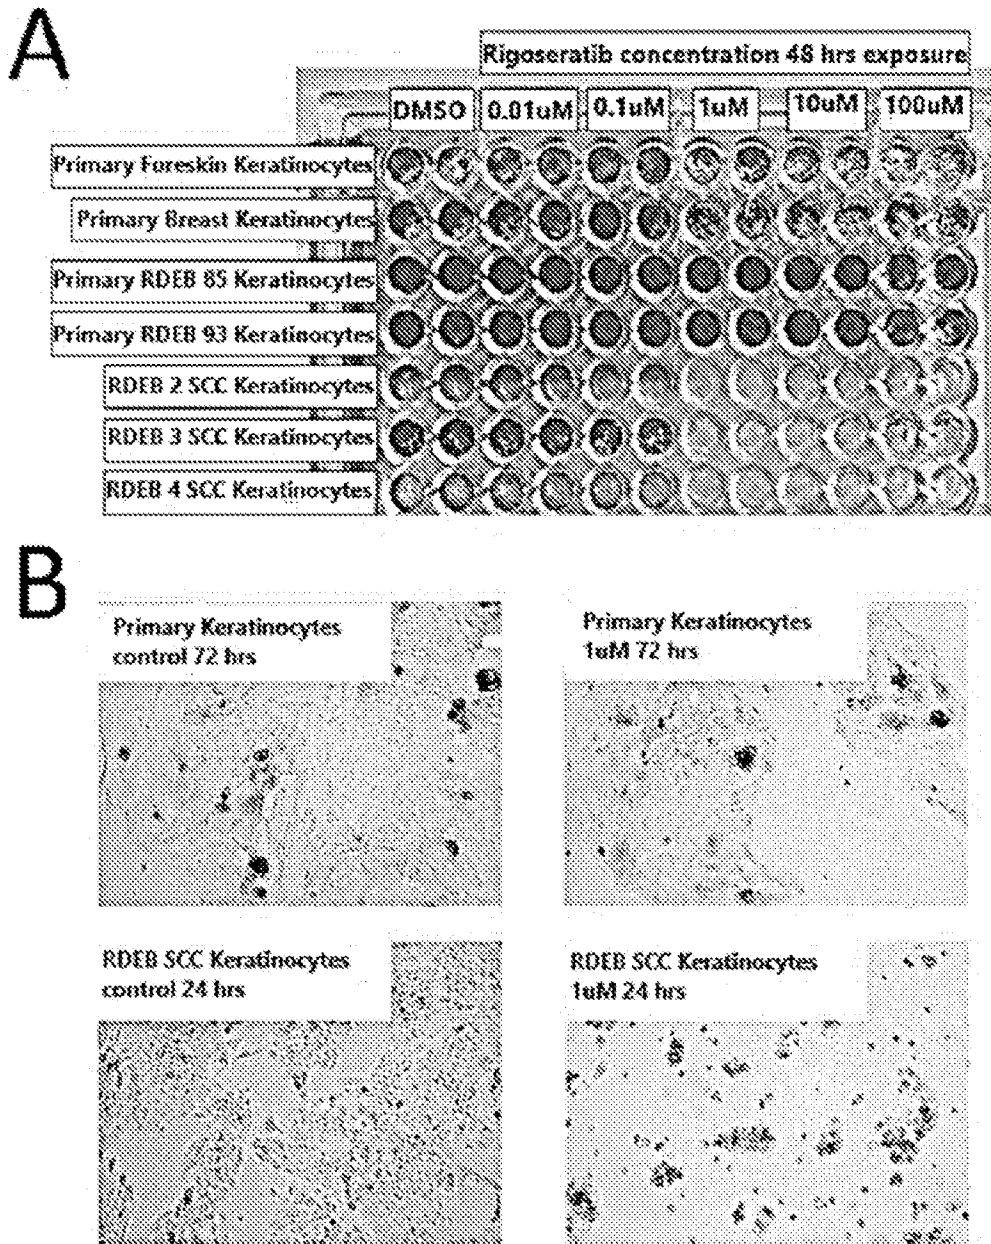 A
Rigoseratib concentration 48 hrs exposure
DMSO 0.01uM 0.1uM 1uM 10uM 100uM
Primary Foreskin Keratinocytes
Primary Breast Keratinocytes
Primary RDEB 85 Keratinocytes
Primary RDEB 93 Keratinocytes
RDEB 2 SCC Keratinocytes
RDEB 3 SCC Keratinocytes
RDEB 4 SCC Keratinocytes
B
Primary Keratinocytes
control 72 hrs
Primary Keratinocytes
1uM 72 hrs
RDEB SCC Keratinocytes
control 24 hrs
RDEB SCC Keratinocytes
1uM 24 hrs